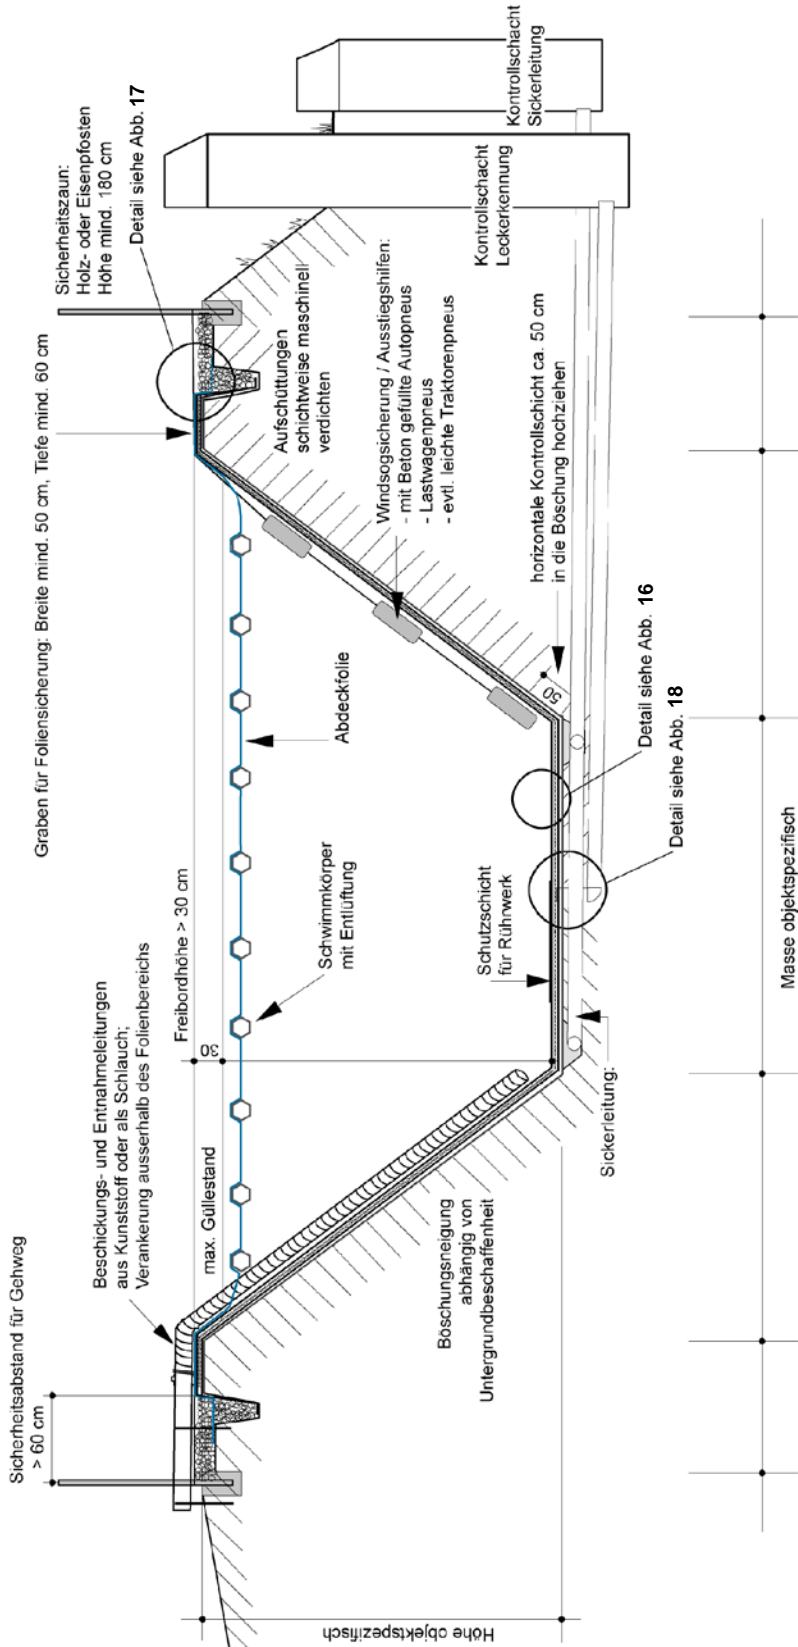 Sicherheitsabstand für Gehweg
> 60 cm
Beschickungs- und Entnahmeleitungen
aus Kunststoff oder als Schlauch;
Verankerung ausserhalb des Folienbereichs
Freibordhöhe > 30 cm
30
max. Güllestand
Graben für Foliensicherung: Breite mind. 50 cm, Tiefe mind. 60 cm
Sicherheitszaun:
Holz- oder Eisenpfosten
Höhe mind. 180 cm
Detail siehe Abb. 17
Schwimmkörper
mit Entlüftung
Abdeckfolie
Aufschüttungen
schichtweise maschinell
verdichten
Windsogsicherung / Ausstiegshilfen:
- mit Beton gefüllte Autopneus
- Lastwagenpneus
- evtl. leichte Traktorenpneus
Kontrollschacht
Leckerkennung
Kontrollschacht
Sickerleitung
Höhe objektspezifisch
Böschungsneigung
abhängig von
Untergrundbeschaffenheit
Schutzschicht
für Rührwerk
horizontale Kontrollschicht ca. 50 cm
in die Böschung hochziehen
50
Sickerleitung:
Detail siehe Abb. 16
Detail siehe Abb. 18
Masse objektspezifisch